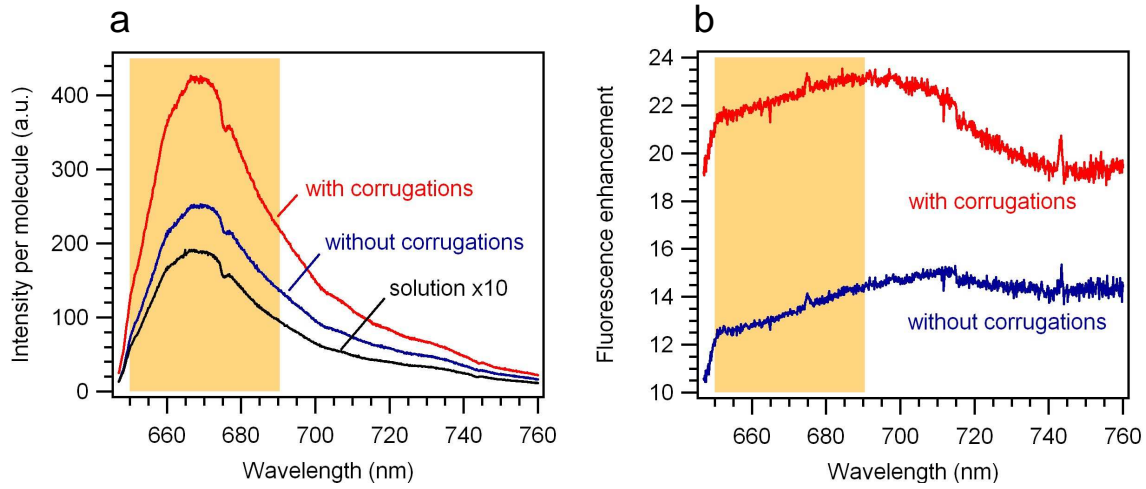 a
Intensity per molecule (a.u.)
400
300
200
100
0
with corrugations
without corrugations
solution x10
660 680 700 720 740 760
Wavelength (nm)
b
Fluorescence enhancement
24
22
20
18
16
14
12
10
with corrugations
without corrugations
660 680 700 720 740 760
Wavelength (nm)